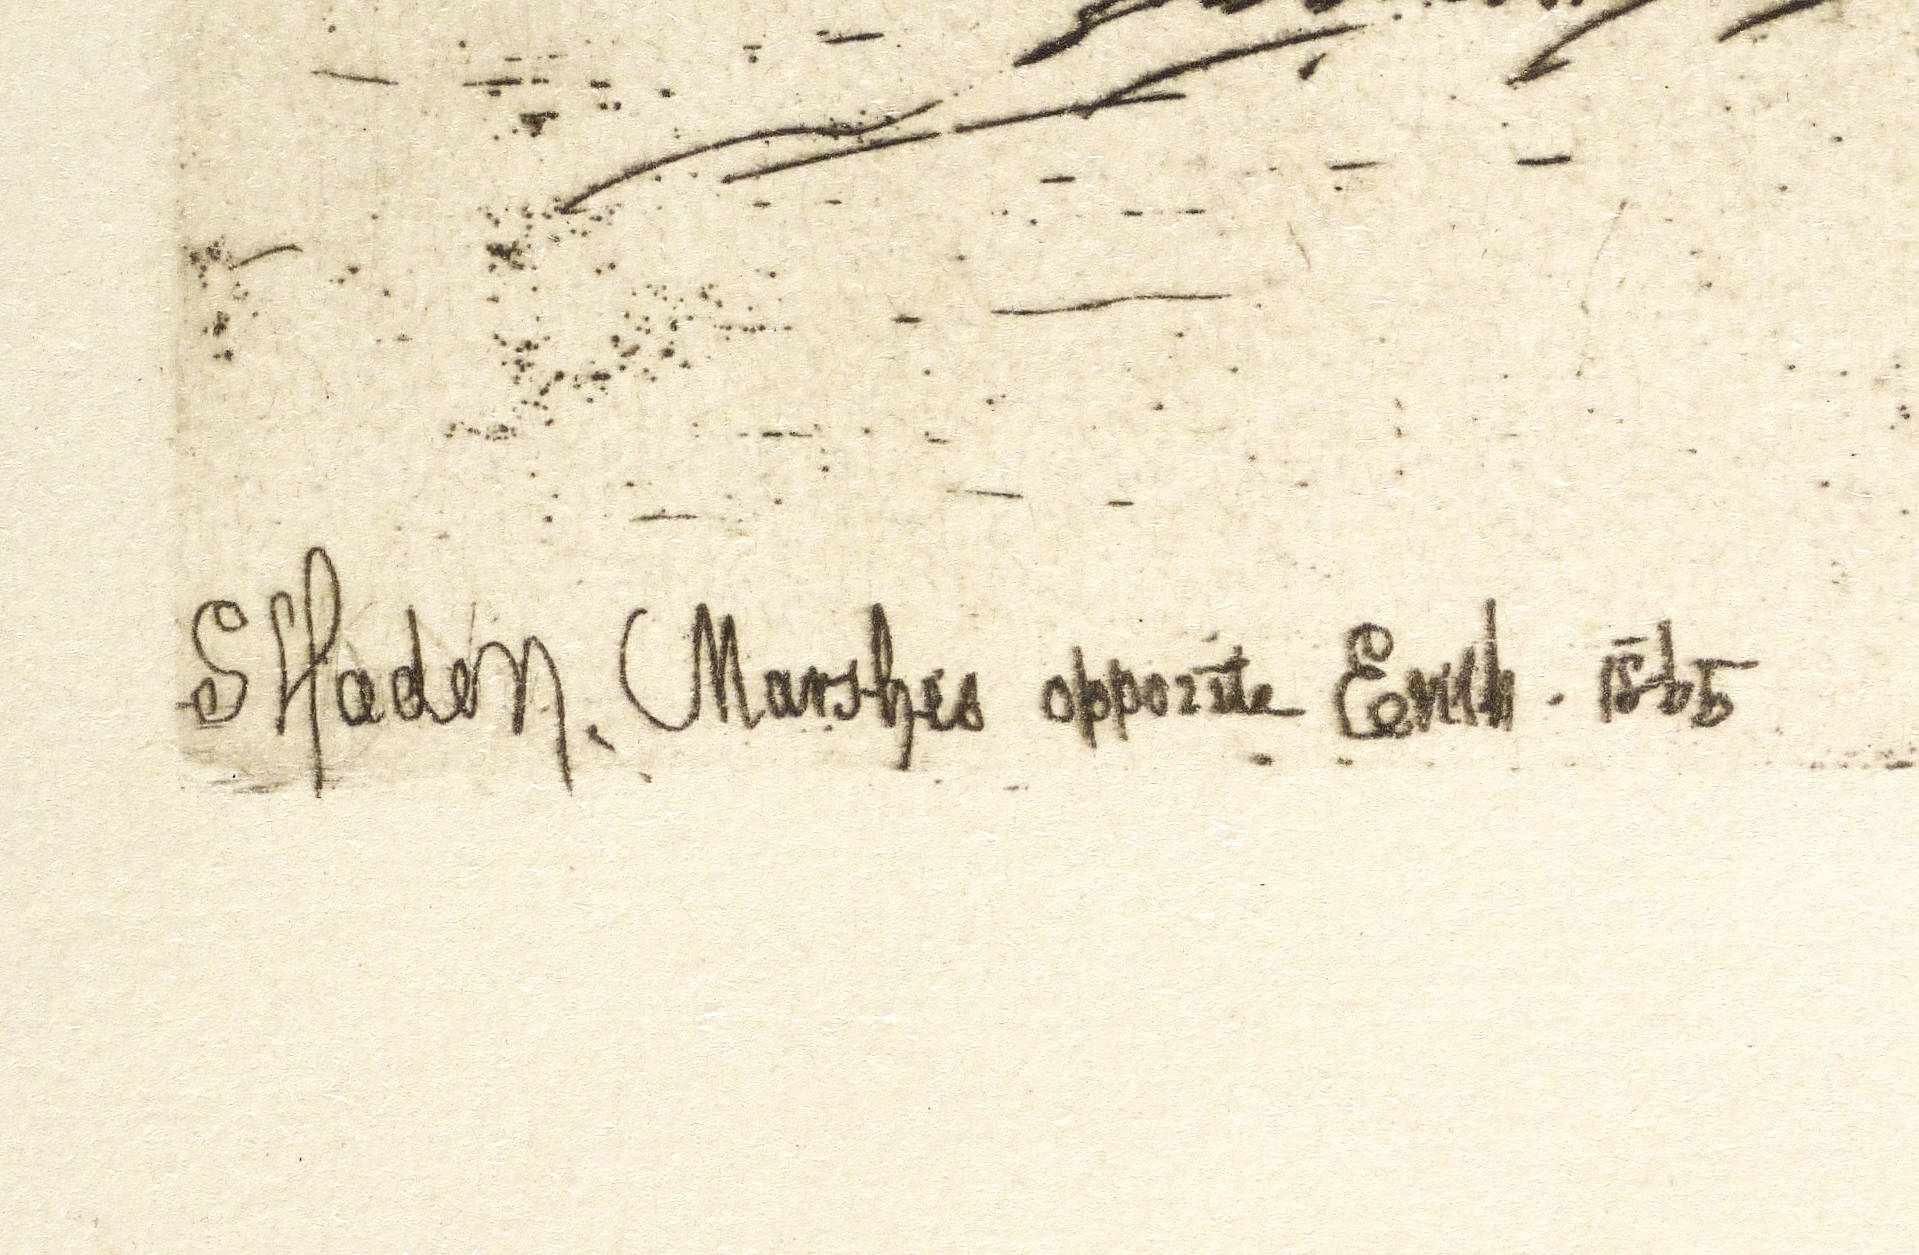 S Haden. Marshes opposite Erith. 1865